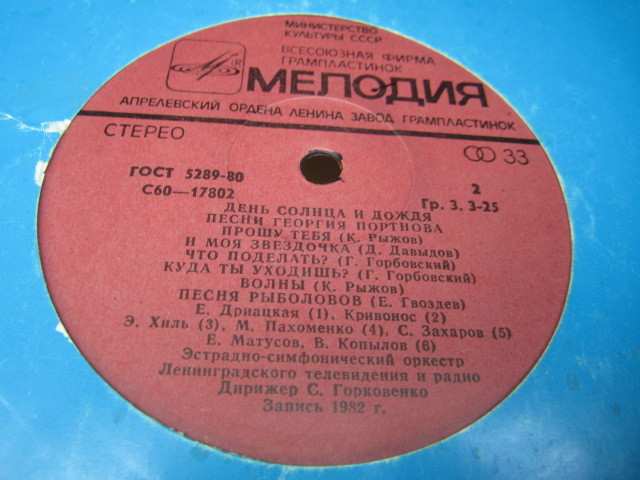 МИНИСТЕРСТВО
КУЛЬТУРЫ СССР
ВСЕСОЮЗНАЯ ФИРМА
ГРАМПЛАСТИНОК
®
МЕЛОДИЯ
АПРЕЛЕВСКИЙ ОРДЕНА ЛЕНИНА ЗАВОД ГРАМПЛАСТИНОК
СТЕРЕО
33
ГОСТ 5289-80
2
С60—17802
Гр. 3. 3-25
ДЕНЬ СОЛНЦА И ДОЖДЯ
ПЕСНИ ГЕОРГИЯ ПОРТНОВА
ПРОШУ ТЕБЯ (К. Рыжов)
И МОЯ ЗВЕЗДОЧКА (Д. Давыдов)
ЧТО ПОДЕЛАТЬ? (Г. Горбовский)
КУДА ТЫ УХОДИШЬ? (Г. Горбовский)
ВОЛНЫ (К. Рыжов)
ПЕСНЯ РЫБОЛОВОВ (Е. Гвоздев)
Е. Дриацкая (1), Кривонос (2)
Э. Хиль (3), М. Пахоменко (4), С. Захаров (5)
Е. Матусов, В. Копылов (6)
Эстрадно-симфонический оркестр
Ленинградского телевидения и радио
Дирижер С. Горковенко
Запись 1982 г.